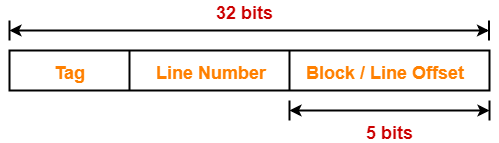 32 bits
Tag
Line Number
Block / Line Offset
5 bits